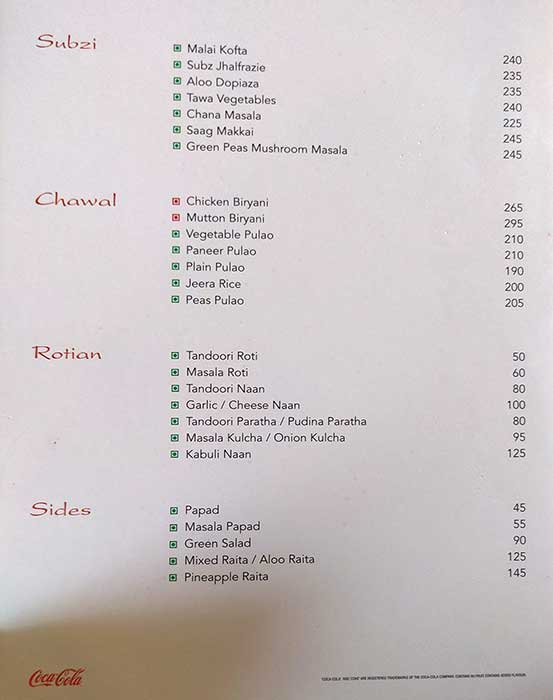 Subzi
Malai Kofta 240
Subz Jhalfrazie 235
Aloo Dopiaza 235
Tawa Vegetables 240
Chana Masala 225
Saag Makkai 245
Green Peas Mushroom Masala 245
Chawal
Chicken Biryani 265
Mutton Biryani 295
Vegetable Pulao 210
Paneer Pulao 210
Plain Pulao 190
Jeera Rice 200
Peas Pulao 205
Rotian
Tandoori Roti 50
Masala Roti 60
Tandoori Naan 80
Garlic / Cheese Naan 100
Tandoori Paratha / Pudina Paratha 80
Masala Kulcha / Onion Kulcha 95
Kabuli Naan 125
Sides
Papad 45
Masala Papad 55
Green Salad 90
Mixed Raita / Aloo Raita 125
Pineapple Raita 145
Coca-Cola